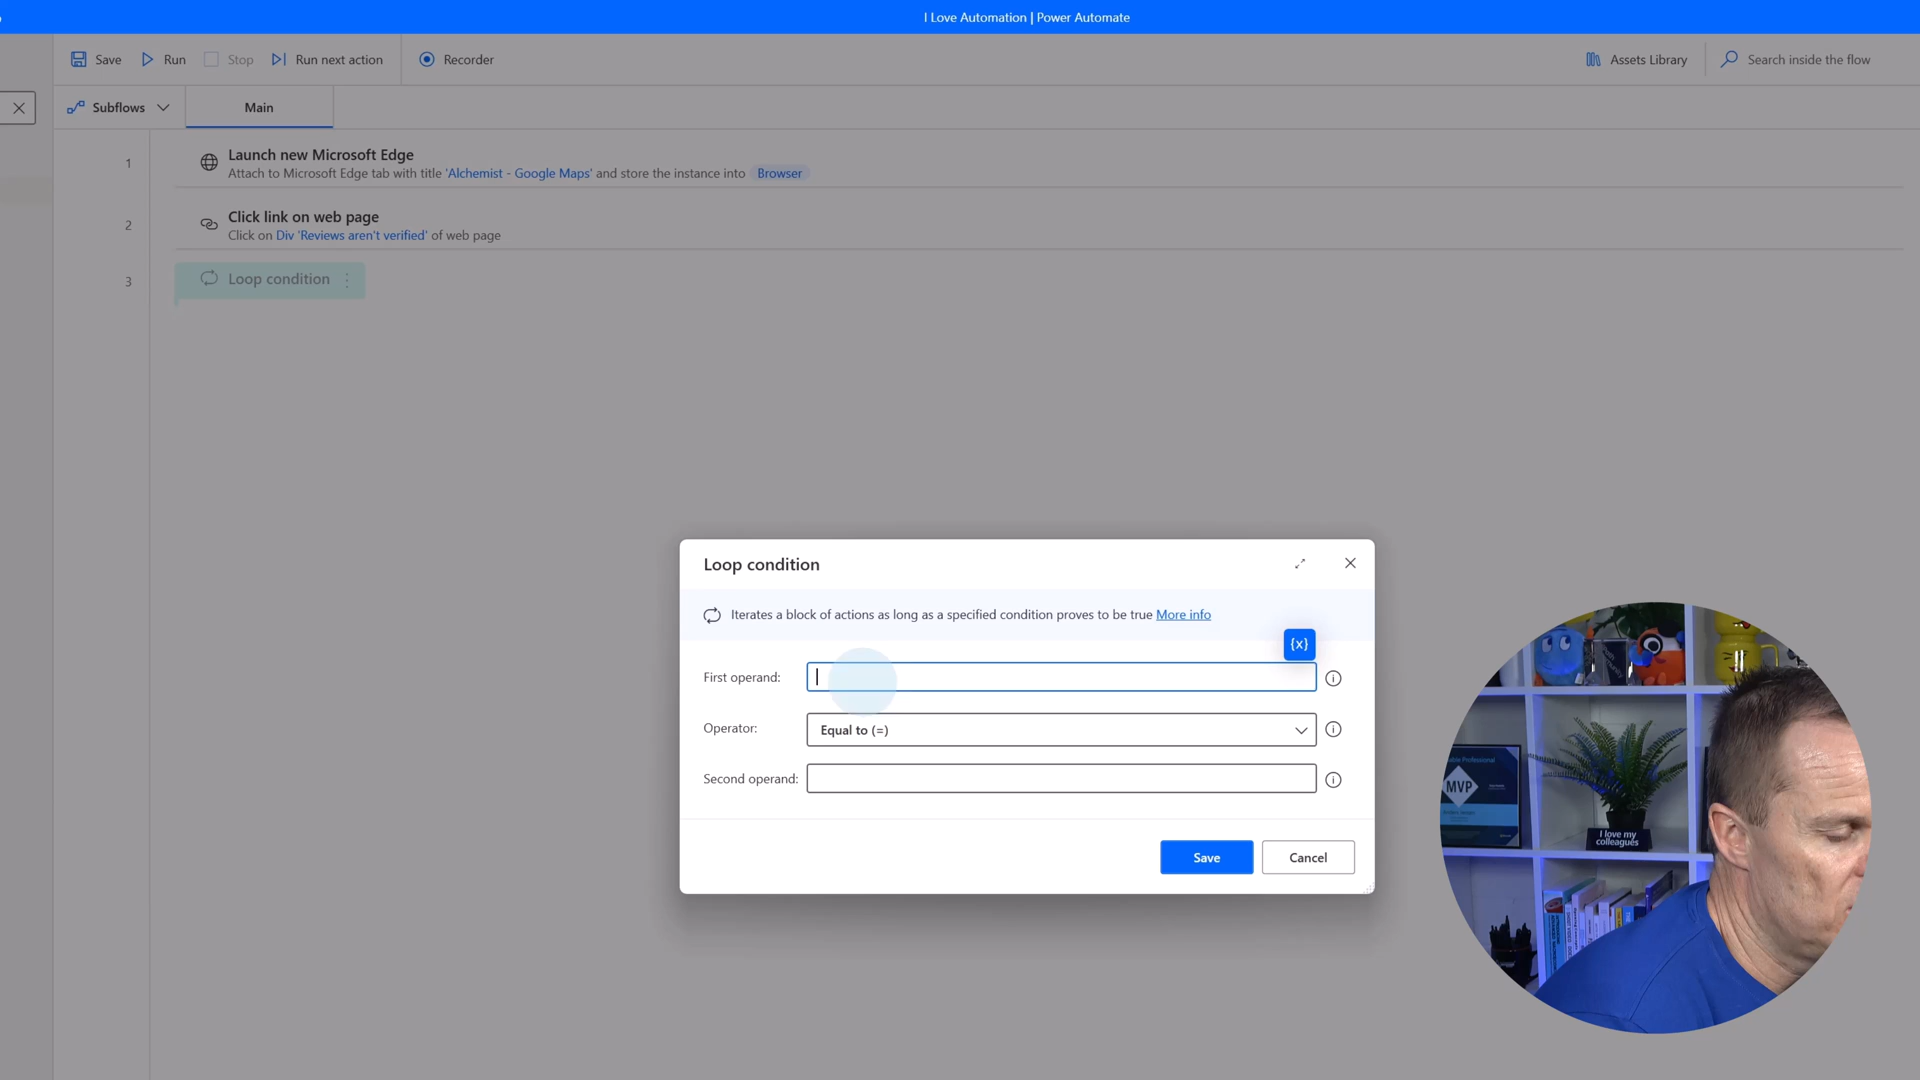 I Love Automation | Power Automate
Save Run Stop Run next action Recorder Assets Library Search inside the flow
Subflows Main
1 Launch new Microsoft Edge
Attach to Microsoft Edge tab with title 'Alchemist - Google Maps' and store the instance into Browser
2 Click link on web page
Click on Div 'Reviews aren't verified' of web page
3 Loop condition
Loop condition
Iterates a block of actions as long as a specified condition proves to be true More info
{x}
First operand:
Operator: Equal to (=)
Second operand:
Save Cancel
MVP
I love my
colleagues